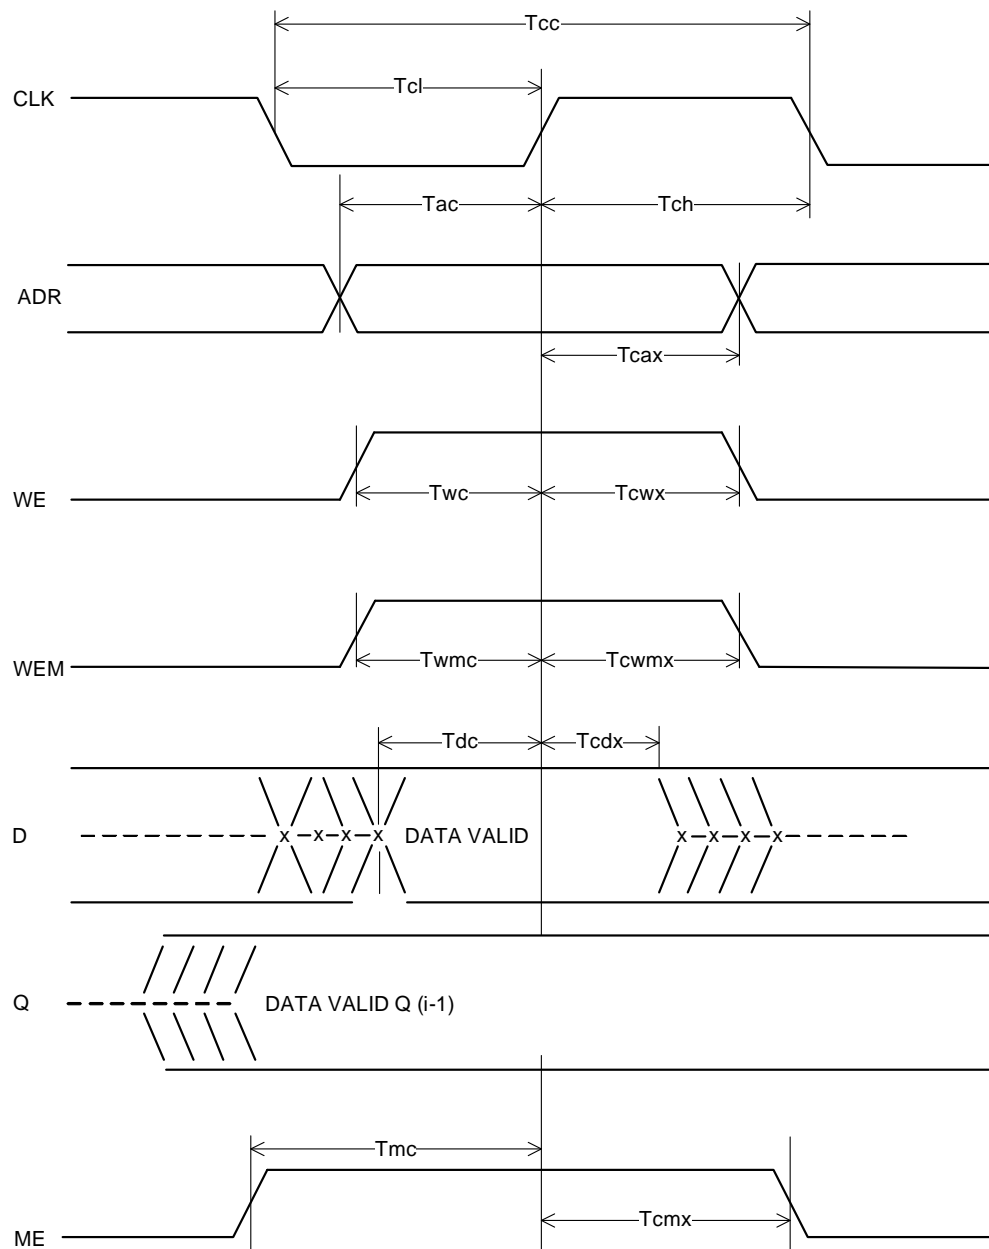 Tcc
Tcl
CLK
Tac
Tch
ADR
Tcax
WE
Twc
Tcwx
WEM
Twmc
Tcwmx
Tdc
Tcdx
D
x x x x
DATA VALID
x x x x
Q
DATA VALID Q (i-1)
Tmc
Tcmx
ME